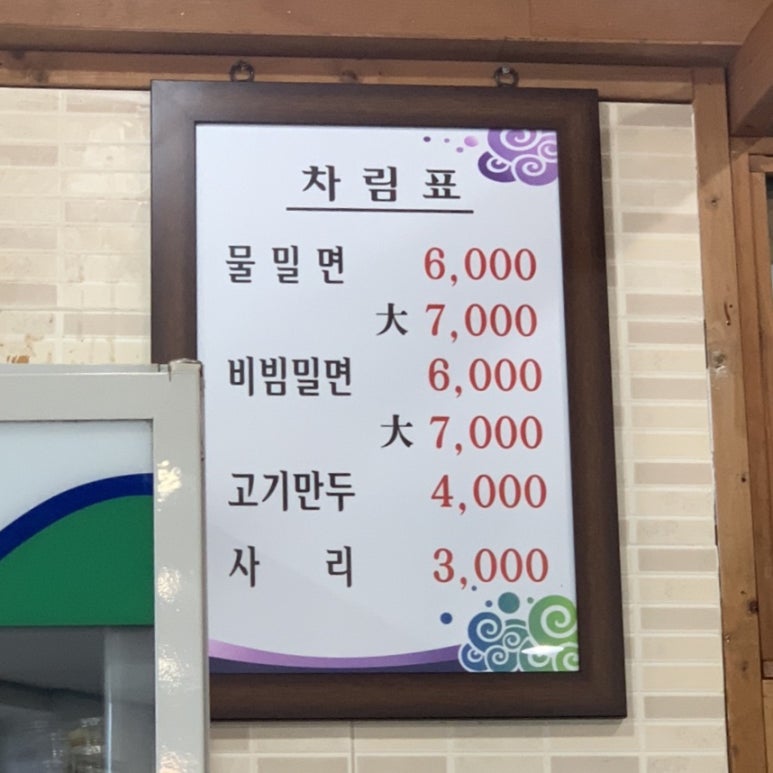 차림표
물밀면 6,000
大 7,000
비빔밀면 6,000
大 7,000
고기만두 4,000
사리 3,000